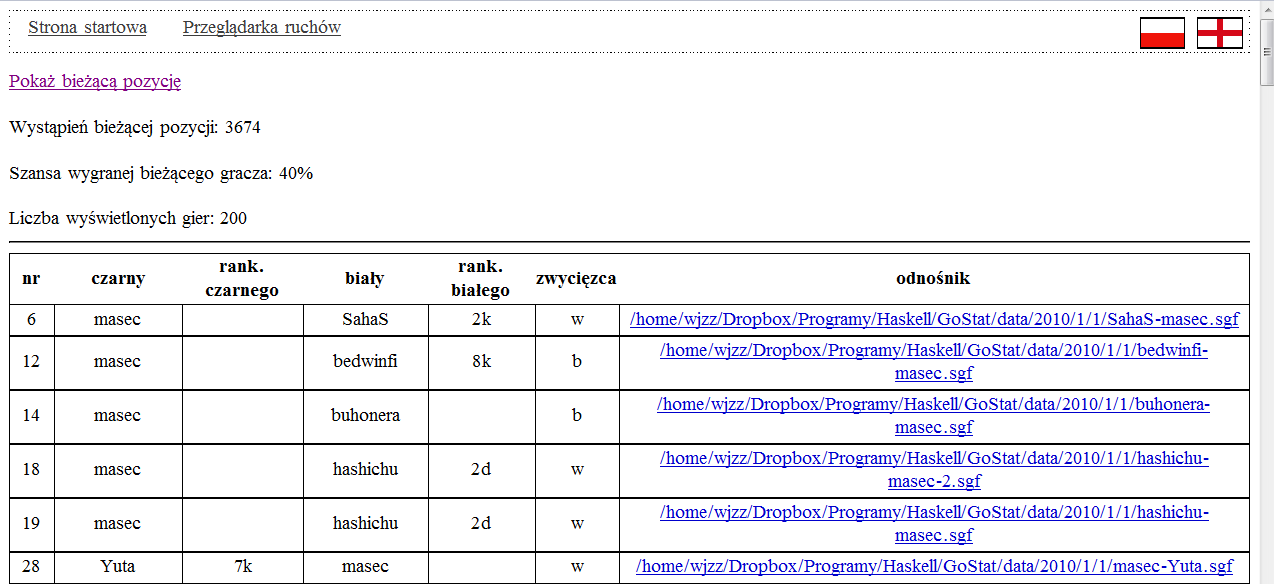 Strona startowa Przeglądarka ruchów
Pokaż bieżącą pozycję
Wystąpień bieżącej pozycji: 3674
Szansa wygranej bieżącego gracza: 40%
Liczba wyświetlonych gier: 200
nr czarny rank. czarnego biały rank. białego zwycięzca odnośnik
6 masec SahaS 2k w /home/wjzz/Dropbox/Programy/Haskell/GoStat/data/2010/1/1/SahaS-masec.sgf
12 masec bedwinfi 8k b /home/wjzz/Dropbox/Programy/Haskell/GoStat/data/2010/1/1/bedwinfi-
masec.sgf
14 masec buhonera b /home/wjzz/Dropbox/Programy/Haskell/GoStat/data/2010/1/1/buhonera-
masec.sgf
18 masec hashichu 2d w /home/wjzz/Dropbox/Programy/Haskell/GoStat/data/2010/1/1/hashichu-
masec-2.sgf
19 masec hashichu 2d w /home/wjzz/Dropbox/Programy/Haskell/GoStat/data/2010/1/1/hashichu-
masec.sgf
28 Yuta 7k masec w /home/wjzz/Dropbox/Programy/Haskell/GoStat/data/2010/1/1/masec-Yuta.sgf